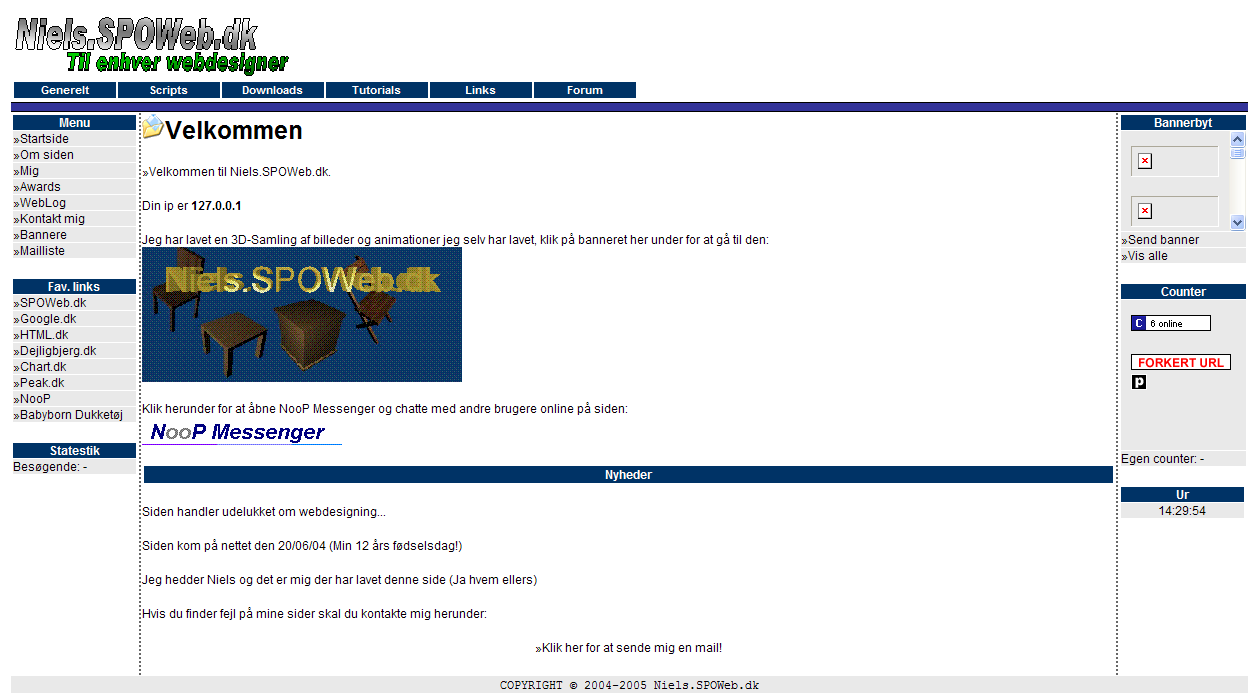 Niels.SPOWeb.dk
Til enhver webdesigner
Generelt Scripts Downloads Tutorials Links Forum
Menu
»Startside
»Om siden
»Mig
»Awards
»WebLog
»Kontakt mig
»Bannere
»Mailliste
Fav. links
»SPOWeb.dk
»Google.dk
»HTML.dk
»Dejligbjerg.dk
»Chart.dk
»Peak.dk
»NooP
»Babyborn Dukketøj
Statestik
Besøgende: -
Velkommen
»Velkommen til Niels.SPOWeb.dk.
Din ip er 127.0.0.1
Jeg har lavet en 3D-Samling af billeder og animationer jeg selv har lavet, klik på banneret her under for at gå til den:
Niels.SPOWeb.dk
Klik herunder for at åbne NooP Messenger og chatte med andre brugere online på siden:
NooP Messenger
Nyheder
Siden handler udelukket om webdesigning...
Siden kom på nettet den 20/06/04 (Min 12 års fødselsdag!)
Jeg hedder Niels og det er mig der har lavet denne side (Ja hvem ellers)
Hvis du finder fejl på mine sider skal du kontakte mig herunder:
»Klik her for at sende mig en mail!
Bannerbyt
»Send banner
»Vis alle
Counter
C 6 online
FORKERT URL
p
Egen counter: -
Ur
14:29:54
COPYRIGHT © 2004-2005 Niels.SPOWeb.dk